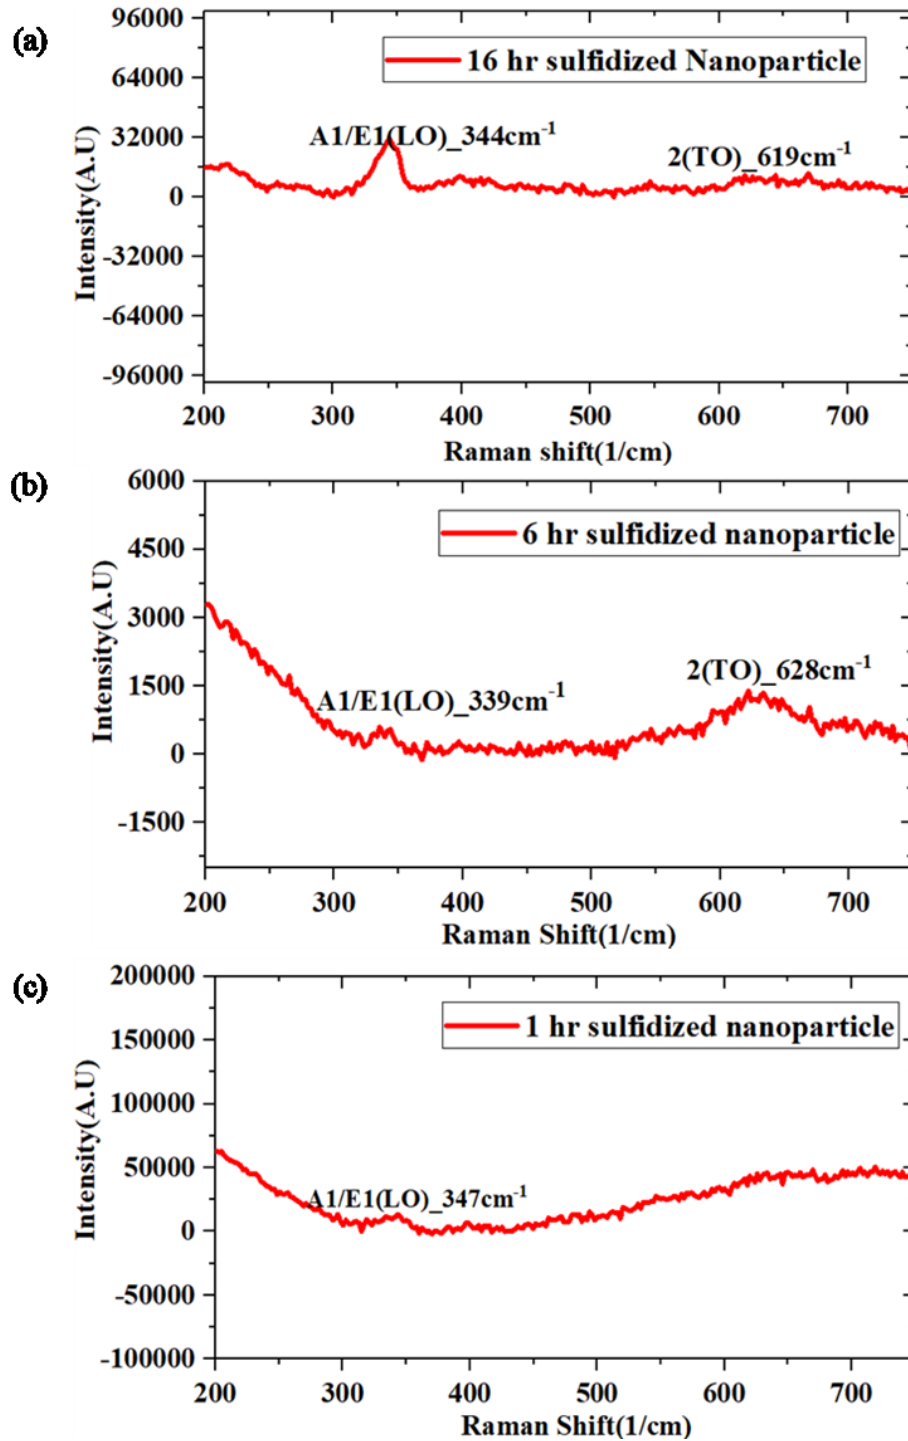 (a)
96000
64000
32000
0
-32000
-64000
-96000
Intensity(A.U)
16 hr sulfidized Nanoparticle
A1/E1(LO)_344cm⁻¹
2(TO)_619cm⁻¹
200 300 400 500 600 700
Raman shift(1/cm)
(b)
6000
4500
3000
1500
0
-1500
Intensity(A.U)
6 hr sulfidized nanoparticle
A1/E1(LO)_339cm⁻¹
2(TO)_628cm⁻¹
200 300 400 500 600 700
Raman Shift(1/cm)
(c)
200000
150000
100000
50000
0
-50000
-100000
Intensity(A.U)
1 hr sulfidized nanoparticle
A1/E1(LO)_347cm⁻¹
200 300 400 500 600 700
Raman Shift(1/cm)